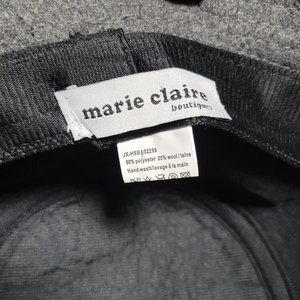 marie claire
boutiques
80% polyester 20% wool/laine
Hand wash/lavage à la main